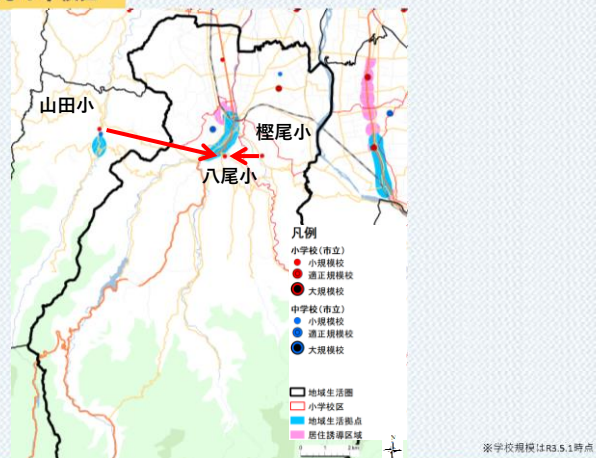 山田小
樫尾小
八尾小
凡例
小学校(市立)
小規模校
適正規模校
大規模校
中学校(市立)
小規模校
適正規模校
大規模校
地域生活圏
小学校区
地域生活拠点
居住誘導区域
0 1 2km
N
※学校規模はR3.5.1時点